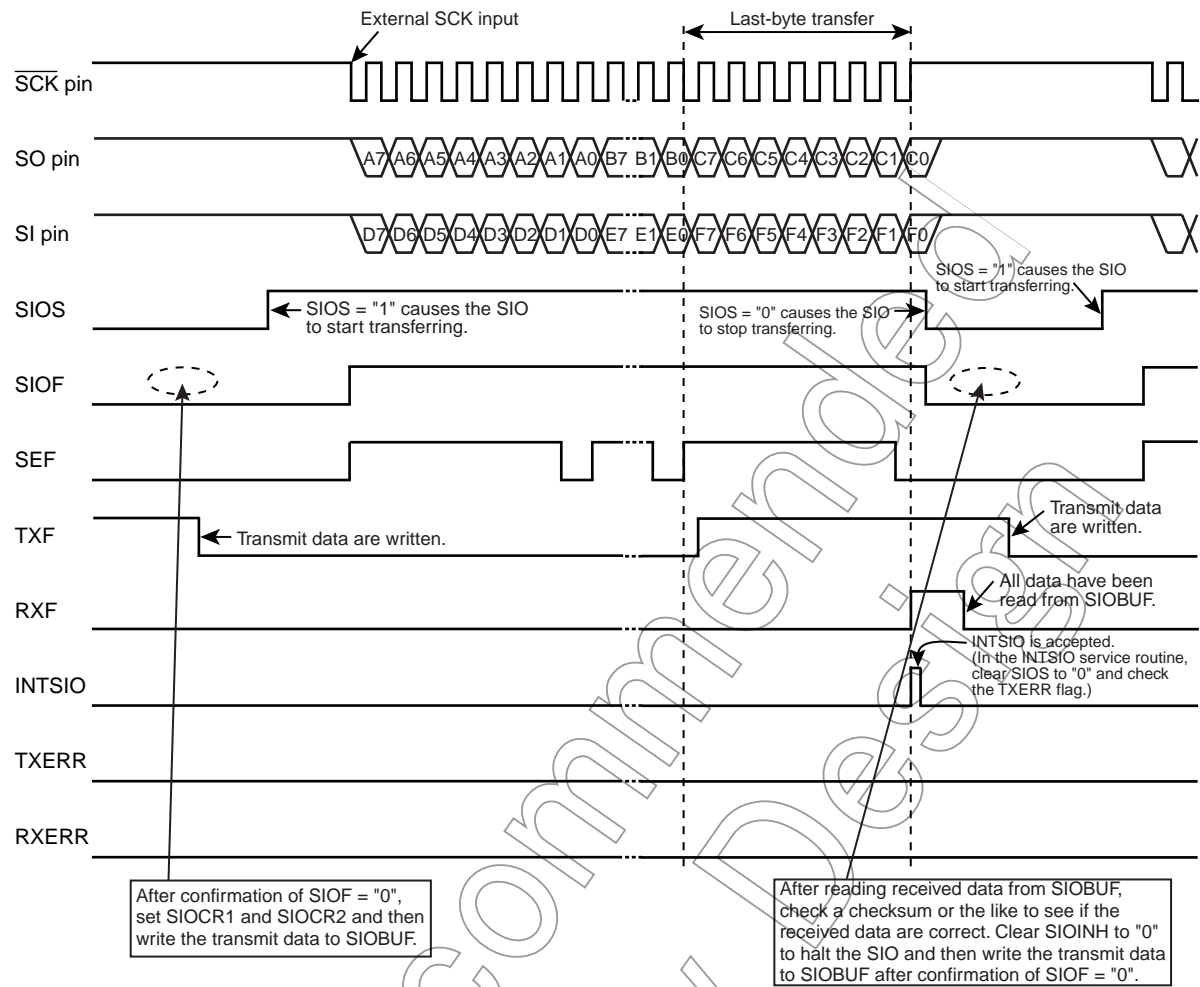 External SCK input
Last-byte transfer
SCK pin
SO pin
A7 A6 A5 A4 A3 A2 A1 A0 B7 B1 B0 C7 C6 C5 C4 C3 C2 C1 C0
SI pin
D7 D6 D5 D4 D3 D2 D1 D0 E7 E1 E0 F7 F6 F5 F4 F3 F2 F1 F0
SIOS
SIOS = "1" causes the SIO
to start transferring.
SIOS = "0" causes the SIO
to stop transferring.
SIOS = "1" causes the SIO
to start transferring.
SIOF
SEF
TXF
Transmit data are written.
Transmit data
are written.
RXF
All data have been
read from SIOBUF.
INTSIO
INTSIO is accepted.
(In the INTSIO service routine,
clear SIOS to "0" and check
the TXERR flag.)
TXERR
RXERR
After confirmation of SIOF = "0",
set SIOCR1 and SIOCR2 and then
write the transmit data to SIOBUF.
After reading received data from SIOBUF,
check a checksum or the like to see if the
received data are correct. Clear SIOINH to "0"
to halt the SIO and then write the transmit data
to SIOBUF after confirmation of SIOF = "0".
commended
Design